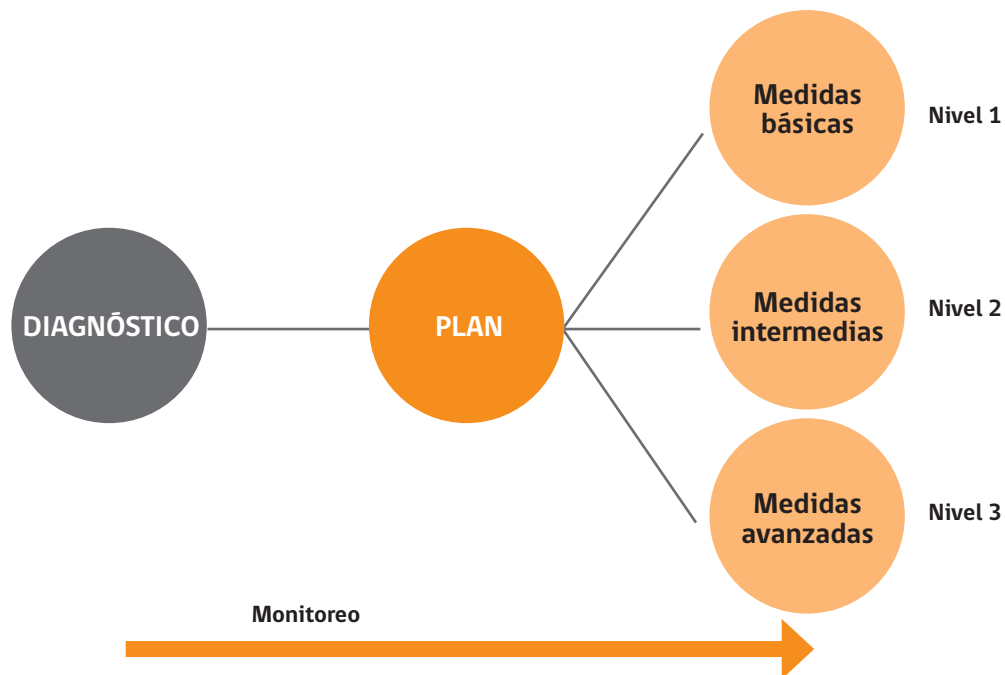 Medidas
básicas
Nivel 1
DIAGNÓSTICO
PLAN
Medidas
intermedias
Nivel 2
Medidas
avanzadas
Nivel 3
Monitoreo